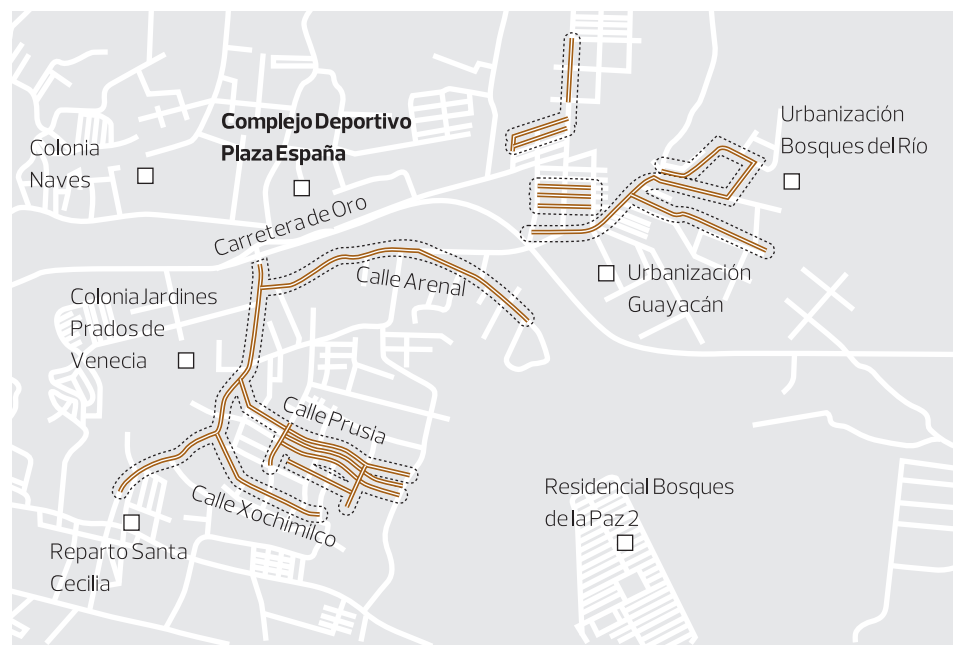 Complejo Deportivo
Plaza España
Urbanización
Bosques del Río
Colonia
Naves
Carretera de Oro
Calle Arenal
Urbanización
Guayacán
Colonia Jardines
Prados de
Venecia
Calle Prusia
Calle Xochimilco
Residencial Bosques
de la Paz 2
Reparto Santa
Cecilia